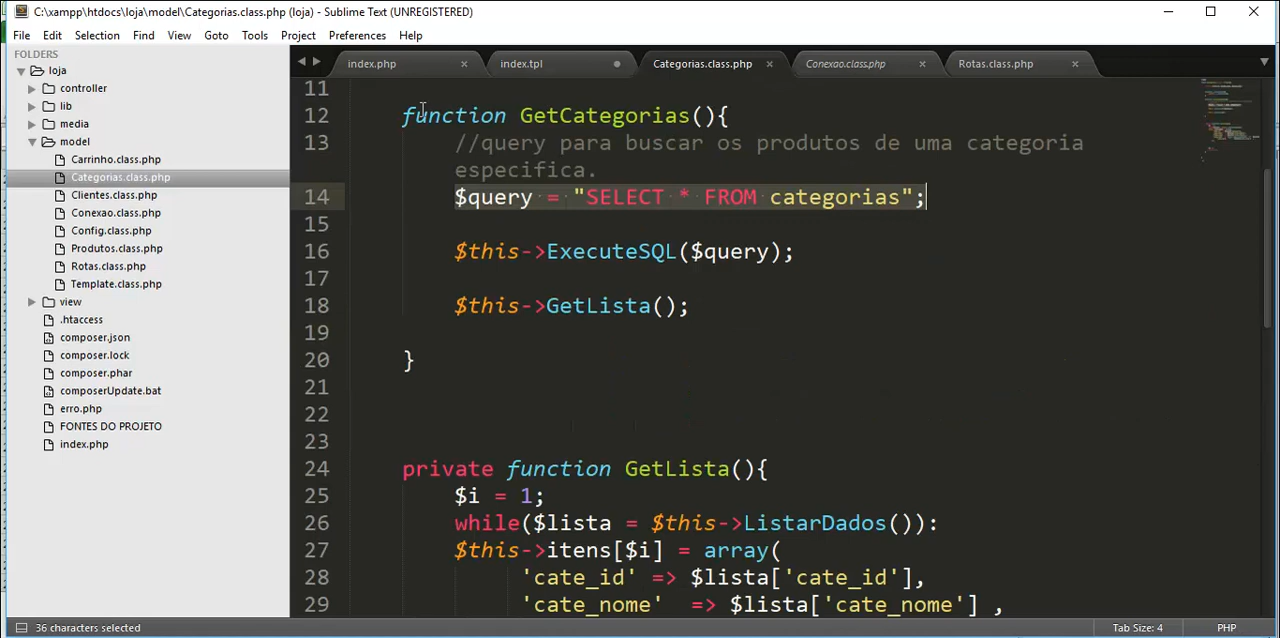 C:\xampp\htdocs\loja\model\Categorias.class.php (loja) - Sublime Text (UNREGISTERED)
File Edit Selection Find View Goto Tools Project Preferences Help
FOLDERS
loja
controller
lib
media
model
Carrinho.class.php
Categorias.class.php
Clientes.class.php
Conexao.class.php
Config.class.php
Produtos.class.php
Rotas.class.php
Template.class.php
view
.htaccess
composer.json
composer.lock
composer.phar
composerUpdate.bat
erro.php
FONTES DO PROJETO
index.php
index.php index.tpl Categorias.class.php Conexao.class.php Rotas.class.php
11
12 function GetCategorias(){
13 //query para buscar os produtos de uma categoria
especifica.
14 $query = "SELECT * FROM categorias";
15
16 $this->ExecuteSQL($query);
17
18 $this->GetLista();
19
20 }
21
22
23
24 private function GetLista(){
25 $i = 1;
26 while($lista = $this->ListarDados()):
27 $this->itens[$i] = array(
28 'cate_id' => $lista['cate_id'],
29 'cate_nome' => $lista['cate_nome'] ,
36 characters selected Tab Size: 4 PHP